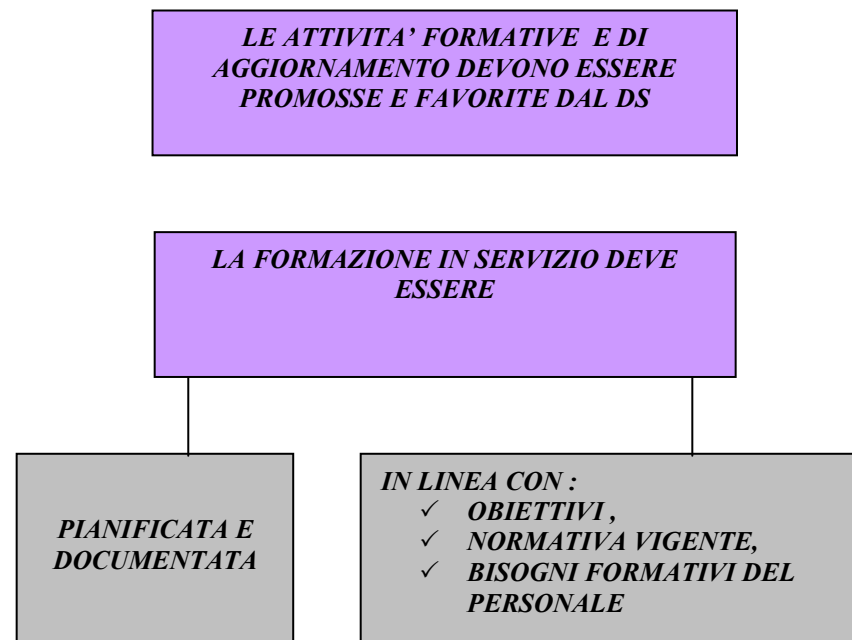 LE ATTIVITA’ FORMATIVE E DI
AGGIORNAMENTO DEVONO ESSERE
PROMOSSE E FAVORITE DAL DS
LA FORMAZIONE IN SERVIZIO DEVE
ESSERE
PIANIFICATA E
DOCUMENTATA
IN LINEA CON :
✓ OBIETTIVI ,
✓ NORMATIVA VIGENTE,
✓ BISOGNI FORMATIVI DEL
PERSONALE